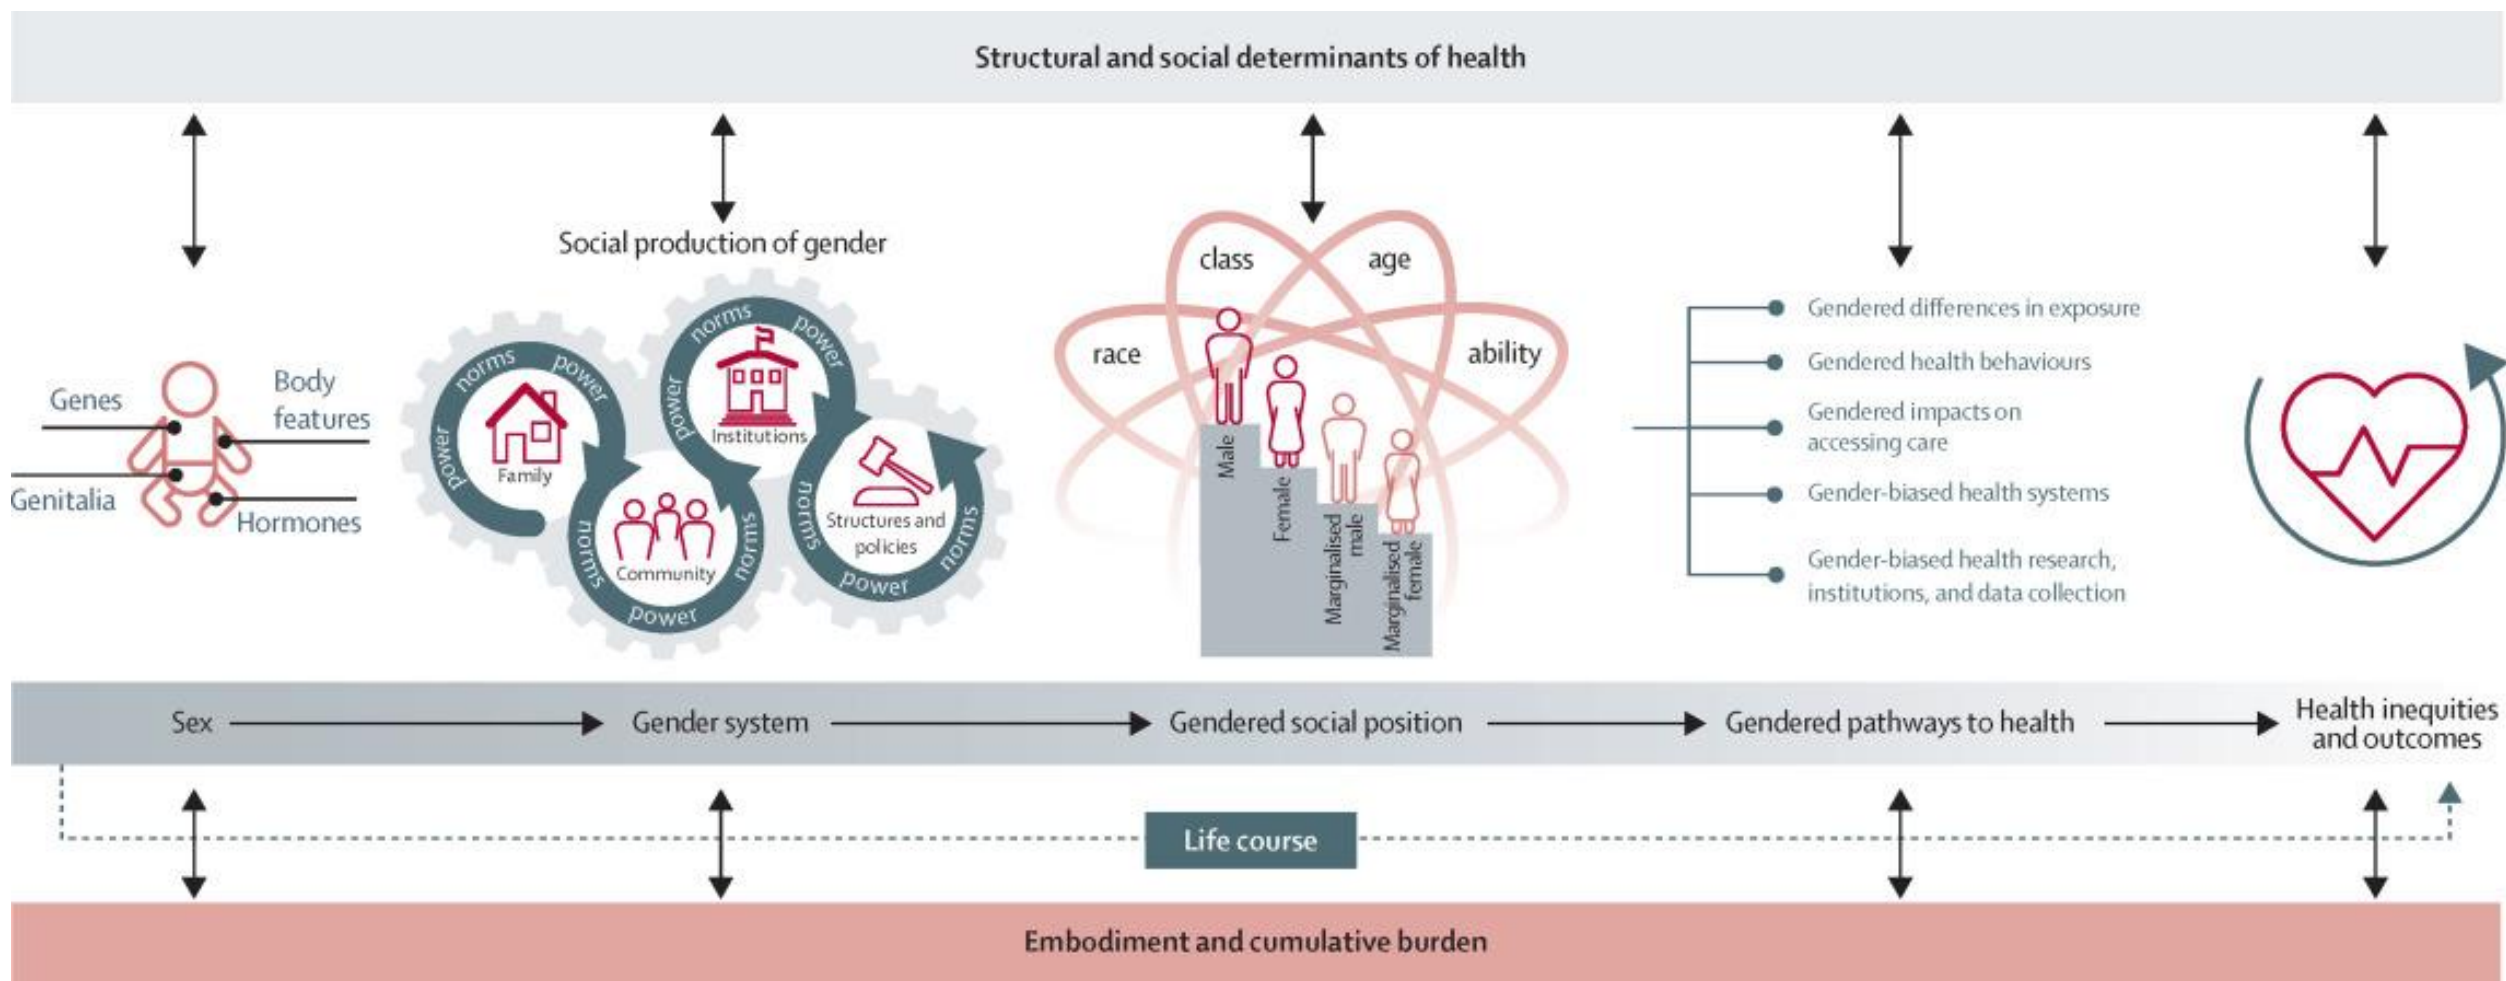 Structural and social determinants of health
Genes
Body
features
Genitalia
Hormones
Social production of gender
norms
power
power
Family
norms
power
norms
Community
power
norms
power
Institutions
norms
power
norms
Structures and
policies
class
age
race
ability
Male
Female
Marginalised
male
Marginalised
female
Gendered differences in exposure
Gendered health behaviours
Gendered impacts on
accessing care
Gender-biased health systems
Gender-biased health research,
institutions, and data collection
Sex
Gender system
Gendered social position
Gendered pathways to health
Health inequities
and outcomes
Life course
Embodiment and cumulative burden